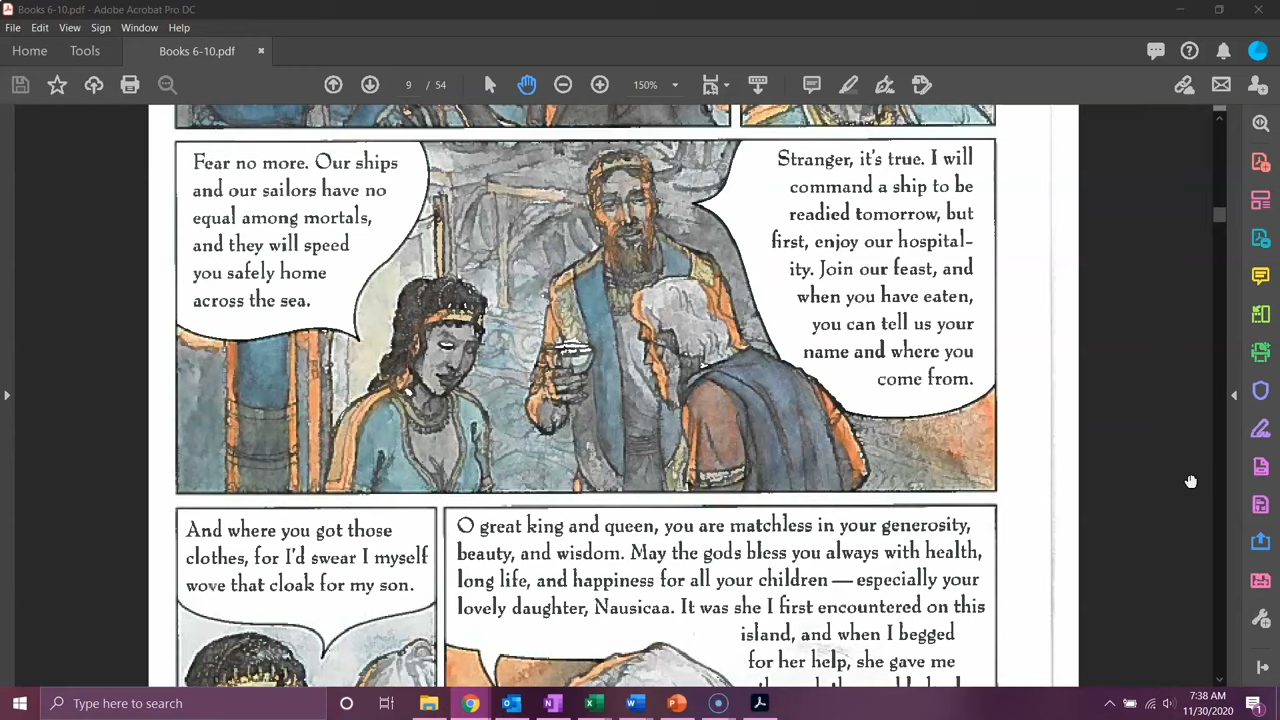 Books 6-10.pdf - Adobe Acrobat Pro DC
File Edit View Sign Window Help
Home Tools Books 6-10.pdf
9 / 54 150%
Fear no more. Our ships
and our sailors have no
equal among mortals,
and they will speed
you safely home
across the sea.
Stranger, it's true. I will
command a ship to be
readied tomorrow, but
first, enjoy our hospital-
ity. Join our feast, and
when you have eaten,
you can tell us your
name and where you
come from.
And where you got those
clothes, for I'd swear I myself
wove that cloak for my son.
O great king and queen, you are matchless in your generosity,
beauty, and wisdom. May the gods bless you always with health,
long life, and happiness for all your children — especially your
lovely daughter, Nausicaa. It was she I first encountered on this
island, and when I begged
for her help, she gave me
Type here to search
7:38 AM
11/30/2020